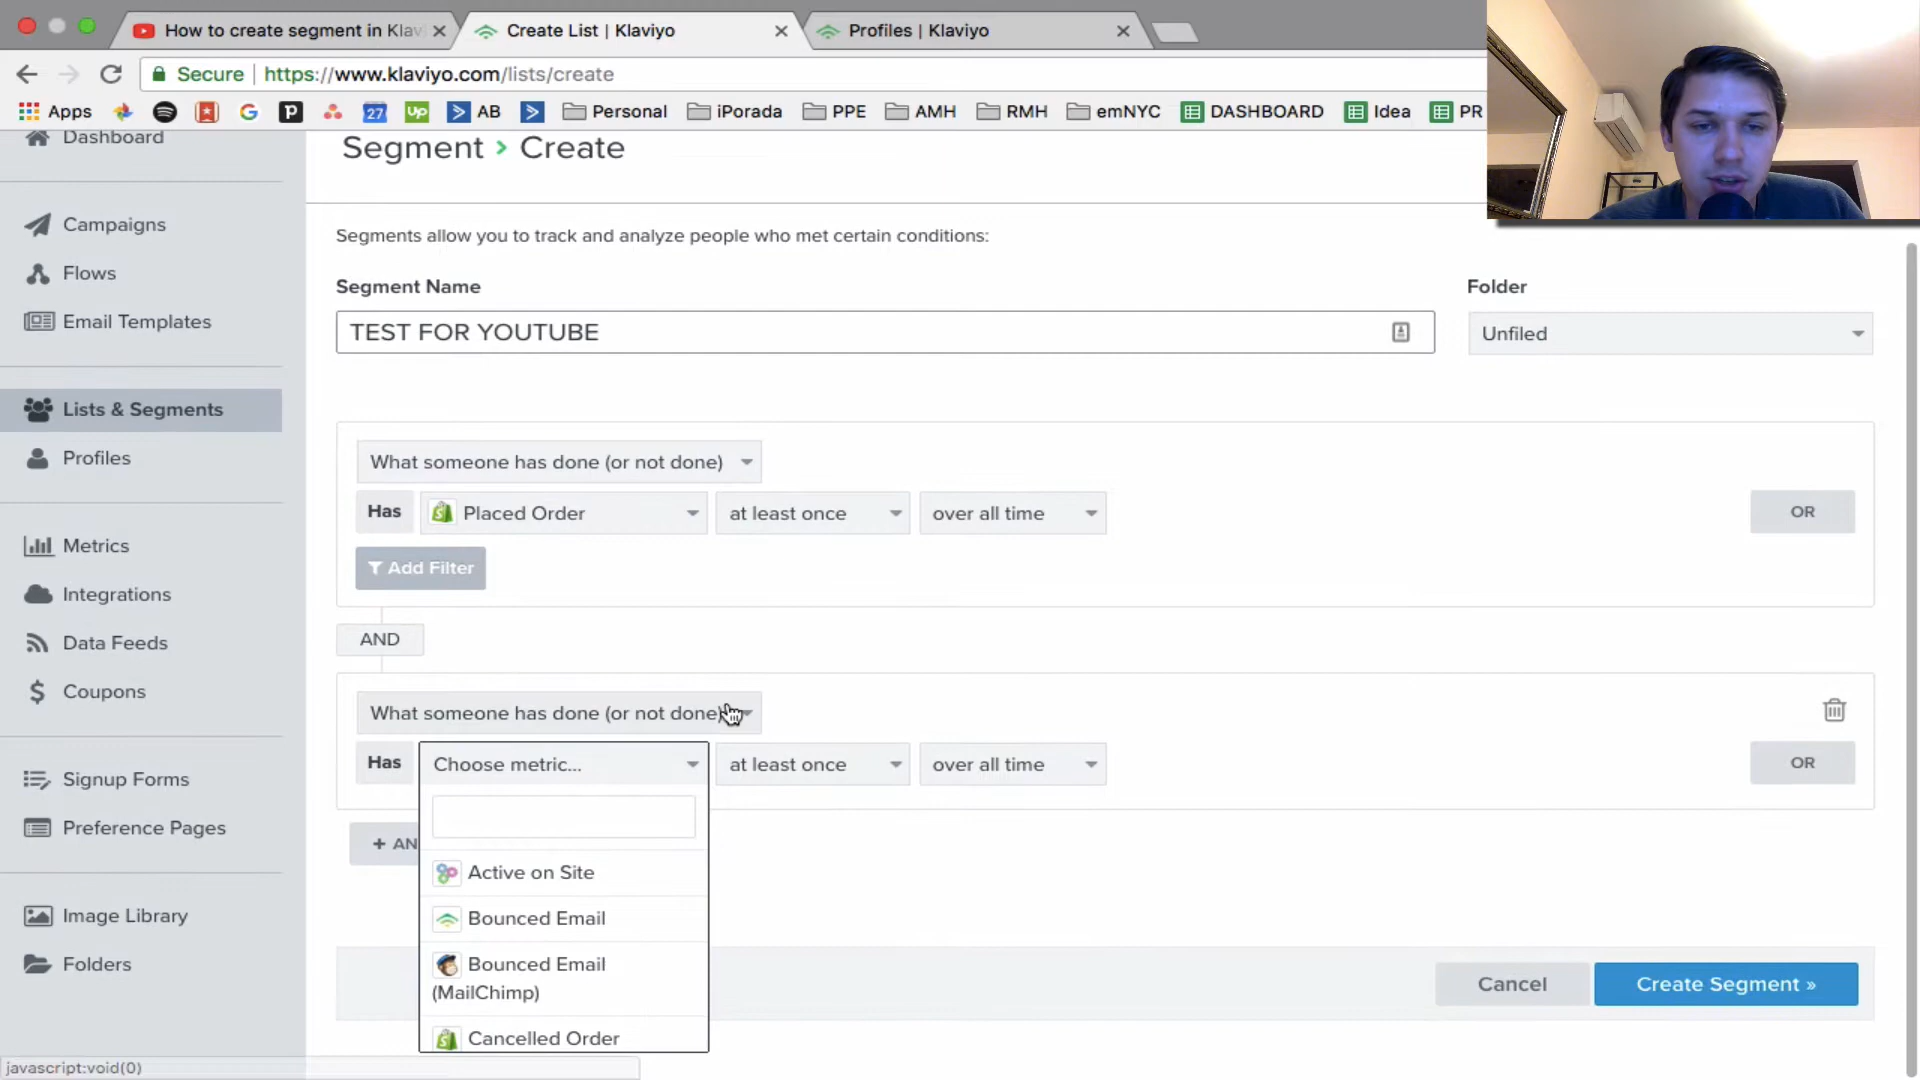 How to create segment in Klav
Create List | Klaviyo
Profiles | Klaviyo
Secure
https://www.klaviyo.com/lists/create
Apps
27
Up
AB
Personal
iPorada
PPE
AMH
RMH
emNYC
DASHBOARD
Idea
PR
Dashboard
Campaigns
Flows
Email Templates
Lists & Segments
Profiles
Metrics
Integrations
Data Feeds
Coupons
Signup Forms
Preference Pages
Image Library
Folders
Segment > Create
Segments allow you to track and analyze people who met certain conditions:
Segment Name
Folder
TEST FOR YOUTUBE
Unfiled
What someone has done (or not done)
Has
Placed Order
at least once
over all time
OR
Add Filter
AND
What someone has done (or not done)
Has
Choose metric...
at least once
over all time
OR
+ AN
Active on Site
Bounced Email
Bounced Email
(MailChimp)
Cancelled Order
Cancel
Create Segment »
javascript:void(0)